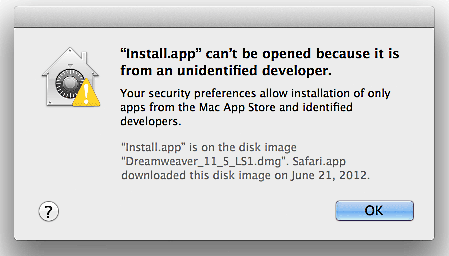 “Install.app” can’t be opened because it is
from an unidentified developer.
Your security preferences allow installation of only
apps from the Mac App Store and identified
developers.
"Install.app" is on the disk image
"Dreamweaver_11_5_LS1.dmg". Safari.app
downloaded this disk image on June 21, 2012.
?
OK